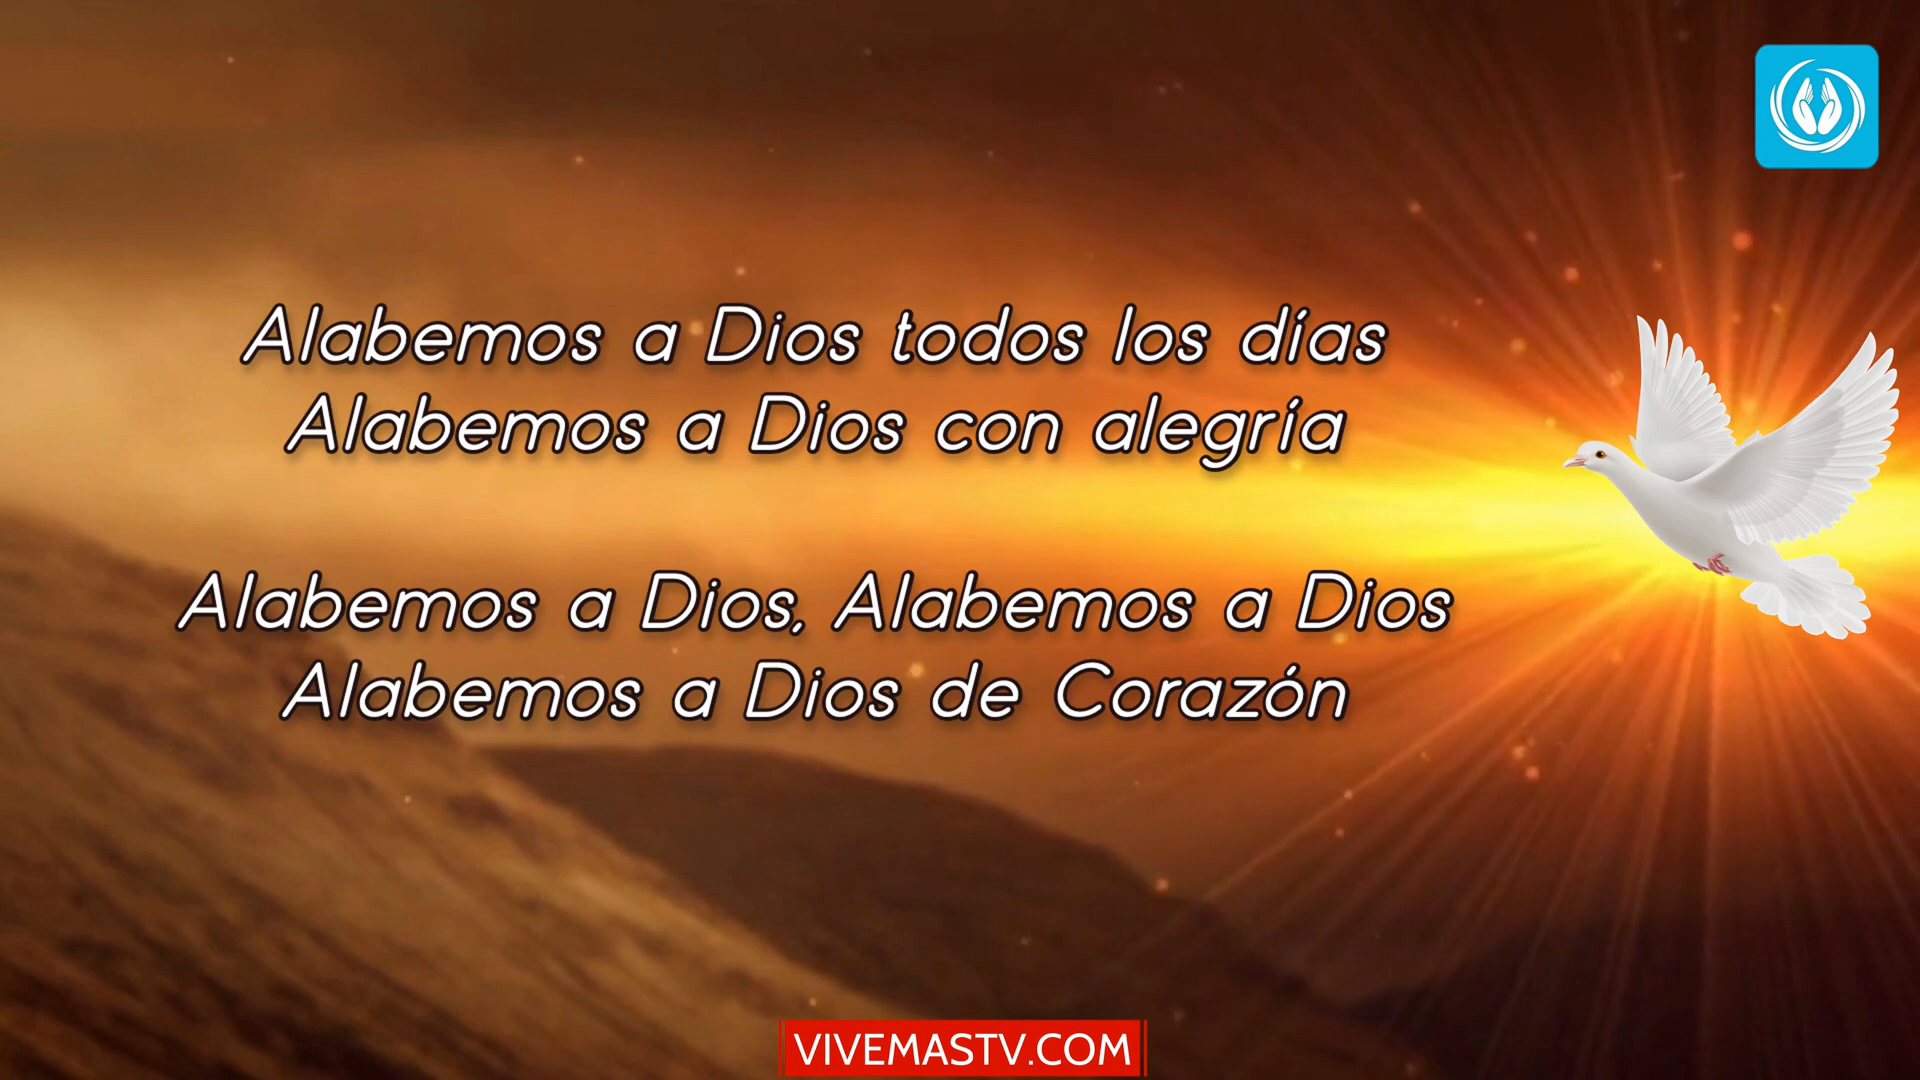 Alabemos a Dios todos los días
Alabemos a Dios con alegría
Alabemos a Dios, Alabemos a Dios
Alabemos a Dios de Corazón
VIVEMASTV.COM